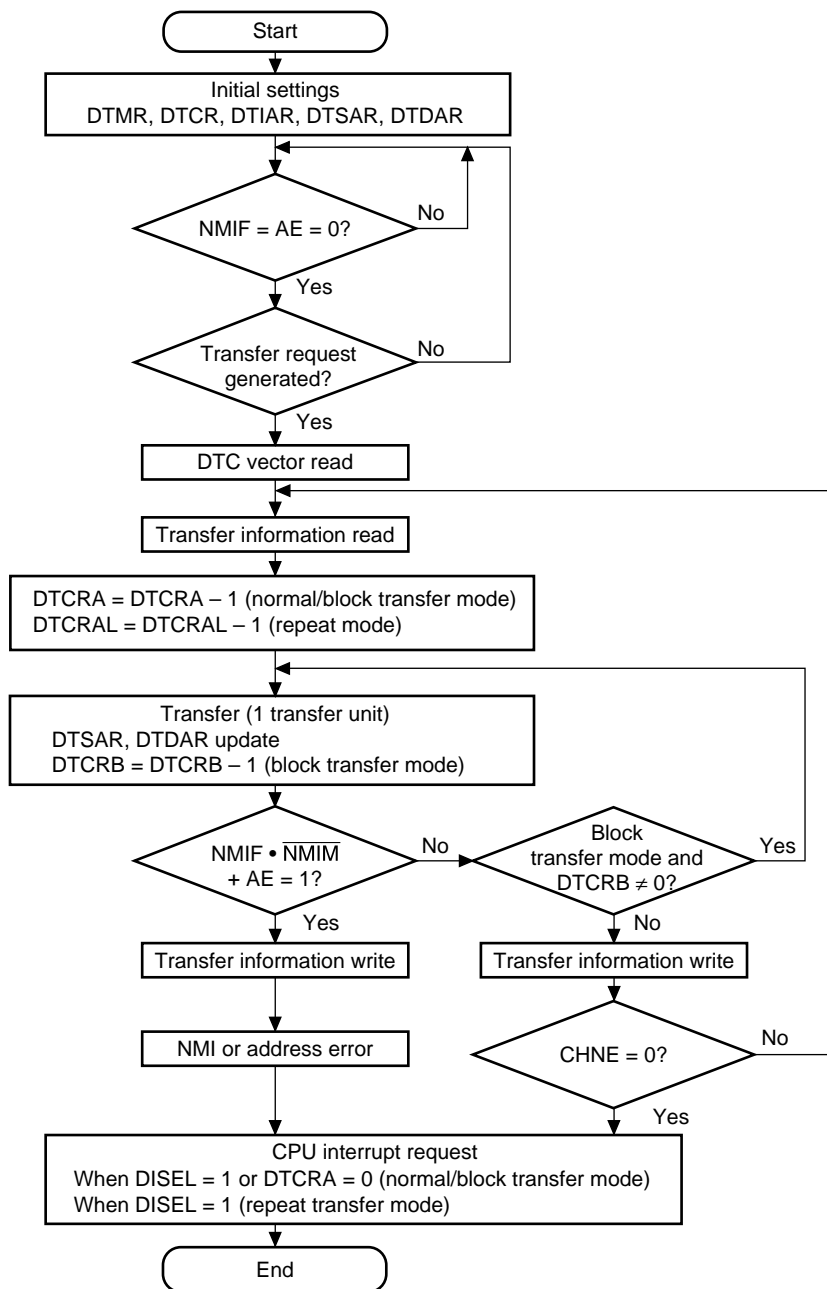 Start
Initial settings
DTMR, DTCR, DTIAR, DTSAR, DTDAR
NMIF = AE = 0?
No
Yes
Transfer request
generated?
No
Yes
DTC vector read
Transfer information read
DTCRA = DTCRA – 1 (normal/block transfer mode)
DTCRAL = DTCRAL – 1 (repeat mode)
Transfer (1 transfer unit)
DTSAR, DTDAR update
DTCRB = DTCRB – 1 (block transfer mode)
NMIF • N̅M̅I̅M̅
+ AE = 1?
No
Block
transfer mode and
DTCRB ≠ 0?
Yes
Yes
No
Transfer information write
Transfer information write
NMI or address error
CHNE = 0?
No
Yes
CPU interrupt request
When DISEL = 1 or DTCRA = 0 (normal/block transfer mode)
When DISEL = 1 (repeat transfer mode)
End